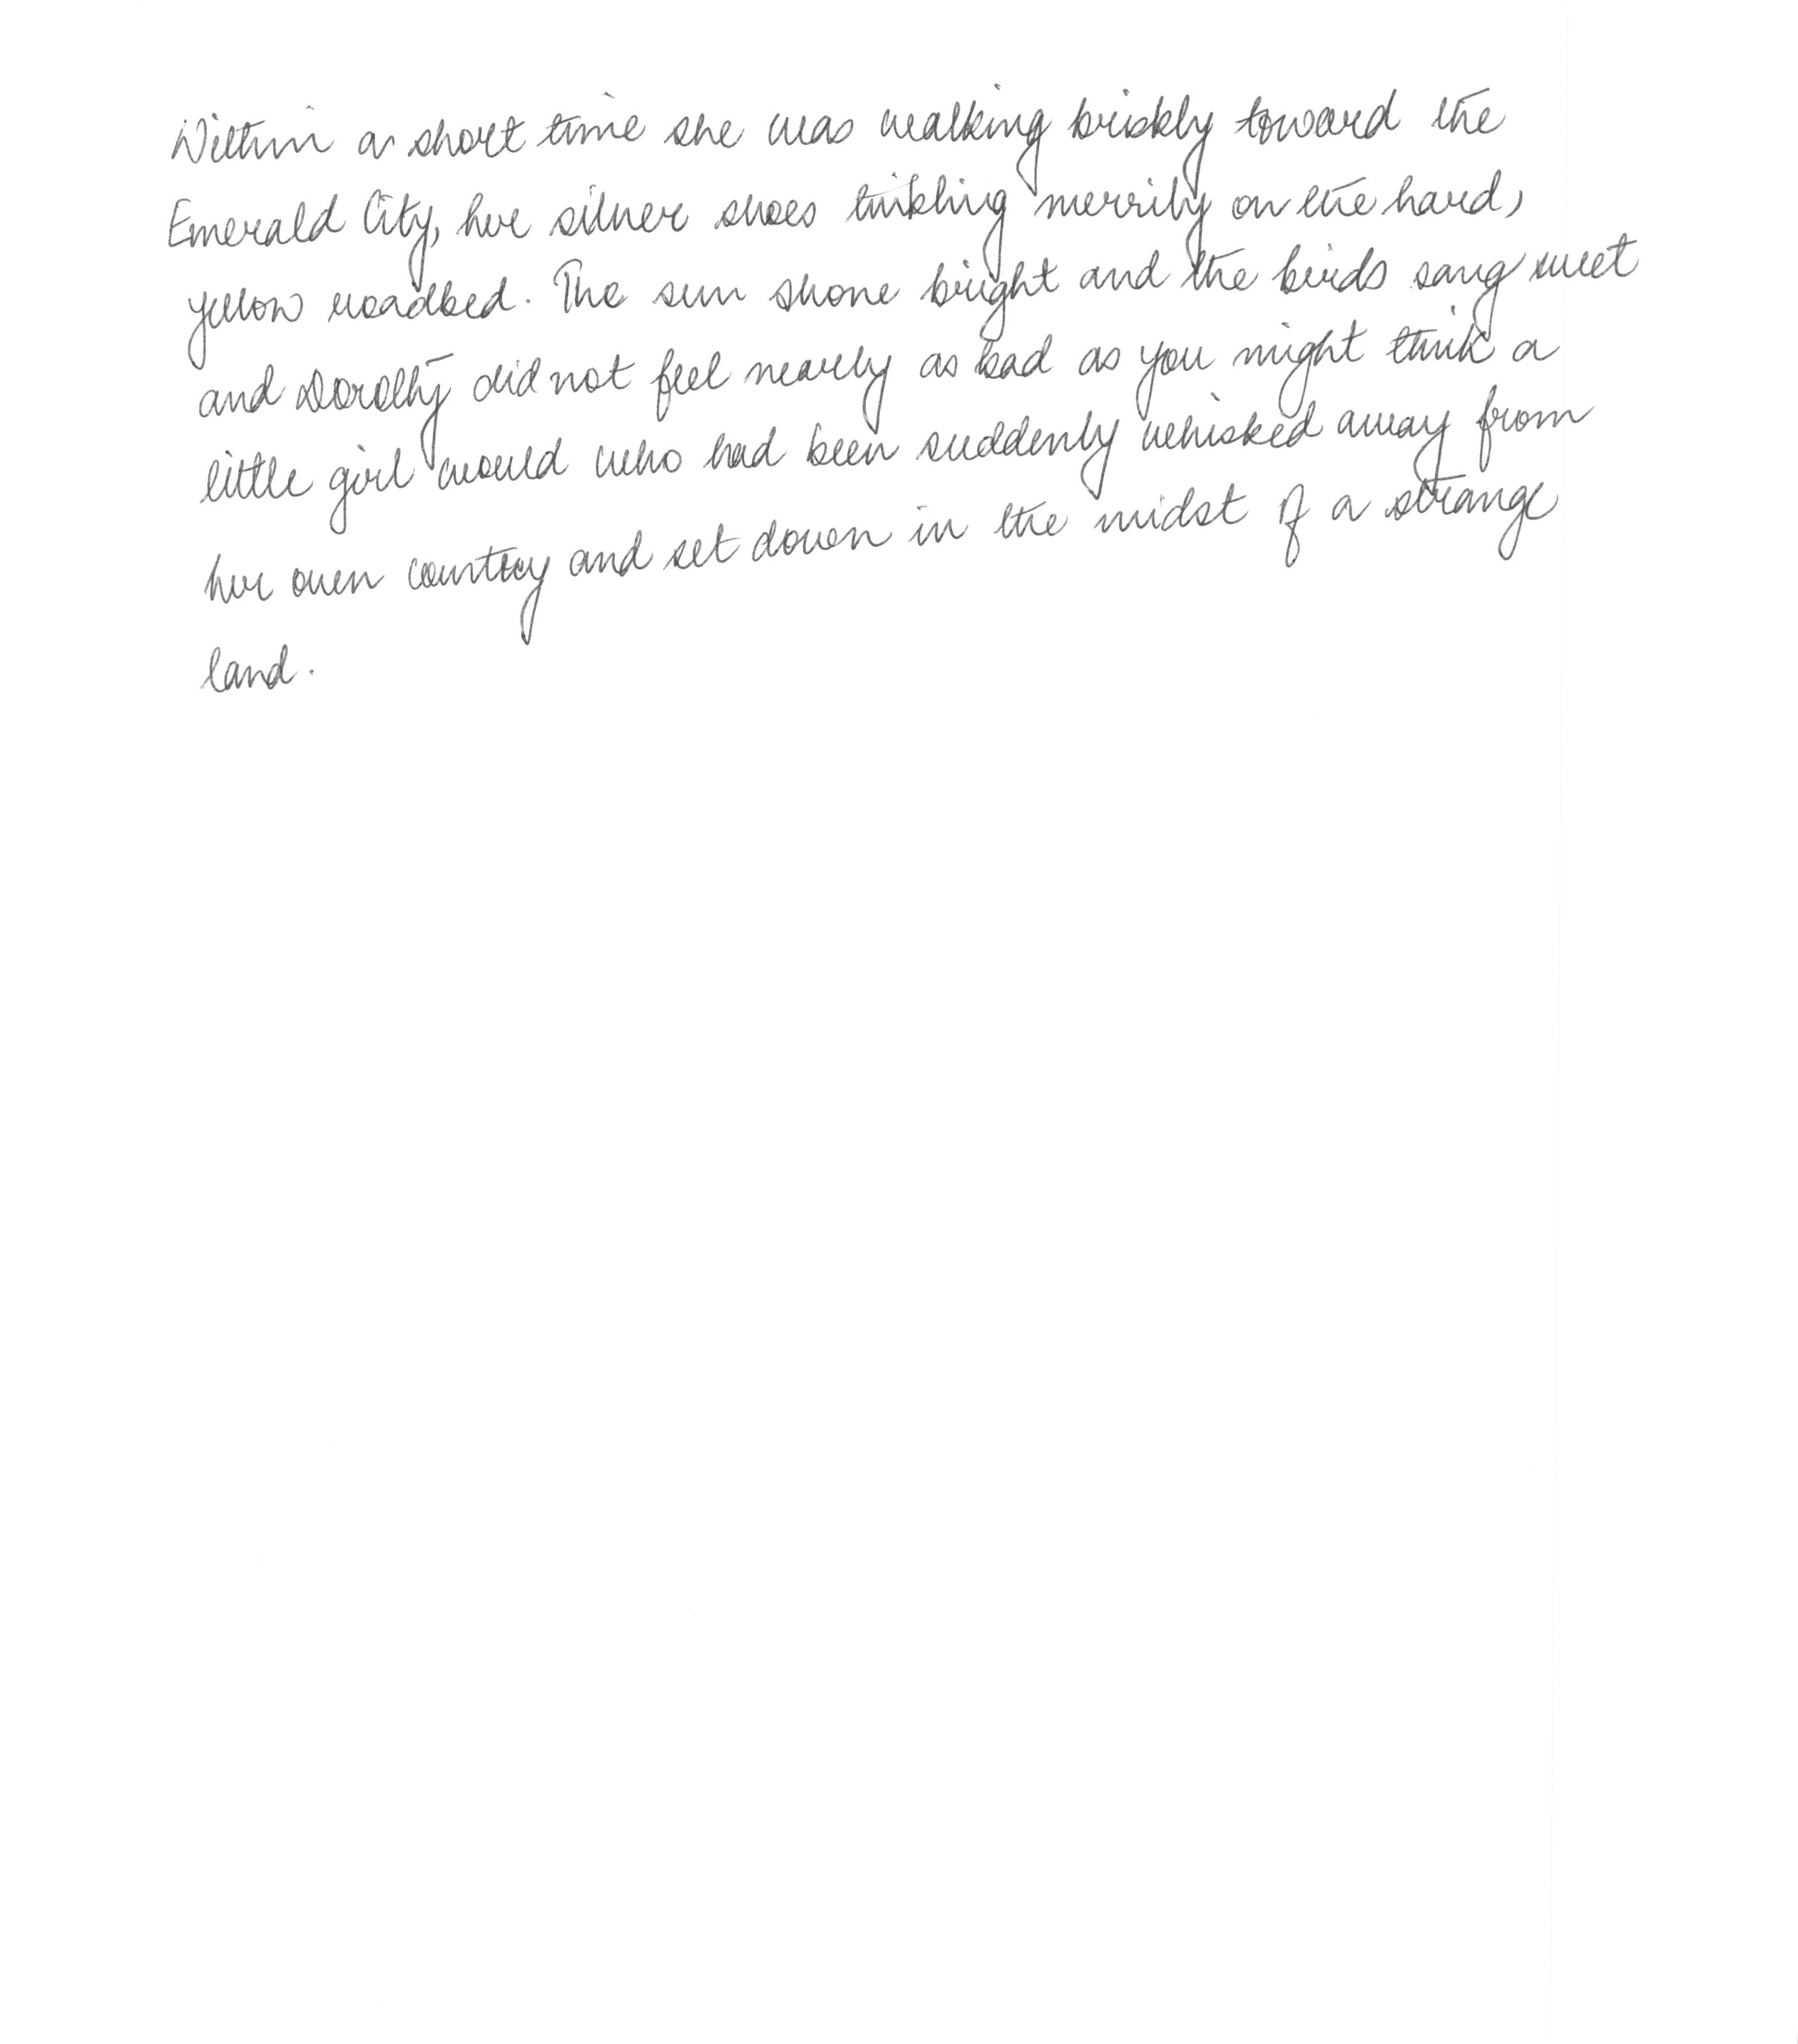 Within a short time she was walking briskly toward the
Emerald City, her silver shoes tinkling merrily on the hard,
yellow roadbed. The sun shone bright and the birds sang sweet
and Dorothy did not feel nearly as bad as you might think a
little girl would who had been suddenly whisked away from
her own country and set down in the midst of a strange
land.